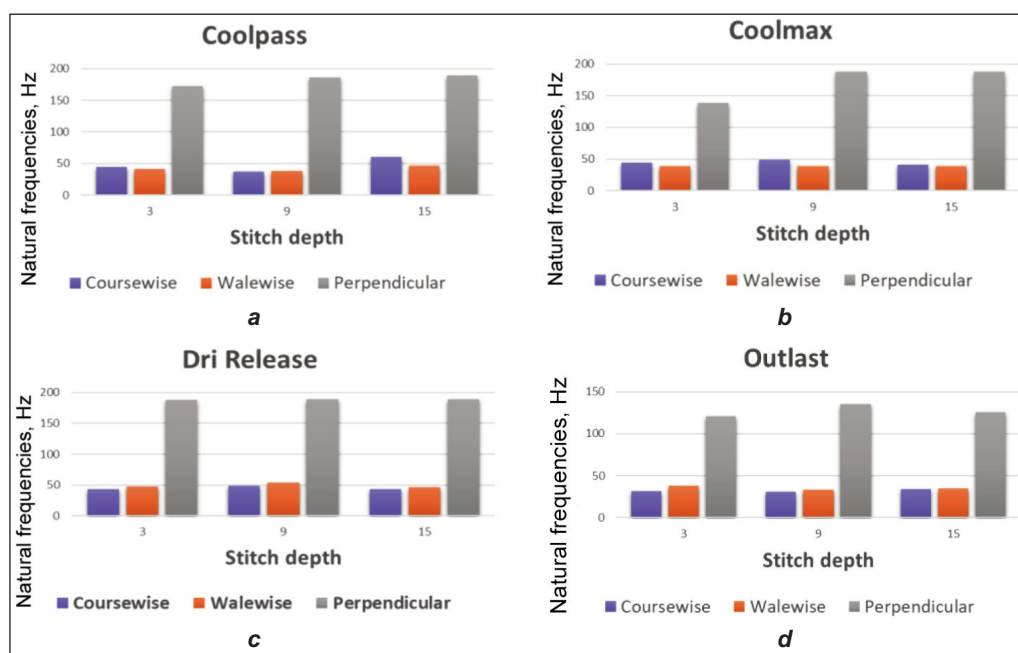 Coolpass
Natural frequencies, Hz
200
150
100
50
0
3 9 15
Stitch depth
Coursewise Walewise Perpendicular
a
Coolmax
Natural frequencies, Hz
200
150
100
50
0
3 9 15
Stitch depth
Coursewise Walewise Perpendicular
b
Dri Release
Natural frequencies, Hz
200
150
100
50
0
3 9 15
Stitch depth
Coursewise Walewise Perpendicular
c
Outlast
Natural frequencies, Hz
150
100
50
0
3 9 15
Stitch depth
Coursewise Walewise Perpendicular
d